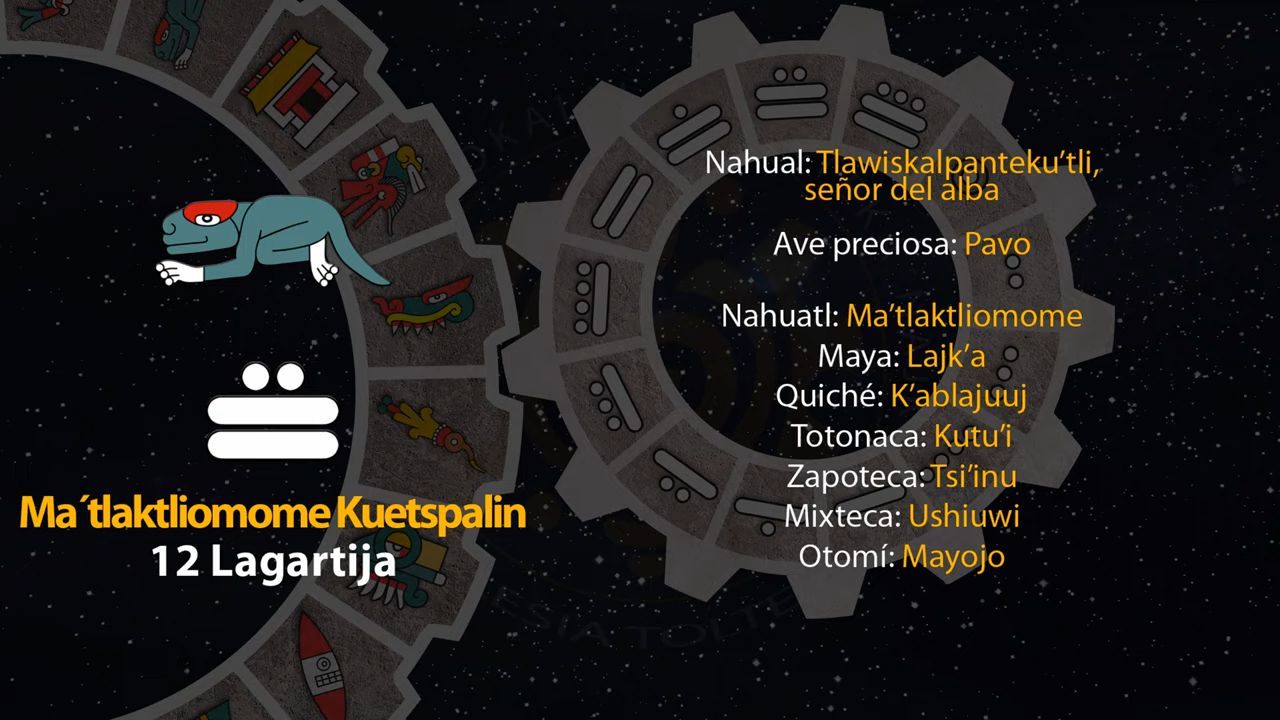 Ma´tlaktliomome Kuetspalin
12 Lagartija
Nahual: Tlawiskalpanteku’tli,
señor del alba
Ave preciosa: Pavo
Nahuatl: Ma’tlaktliomome
Maya: Lajk’a
Quiché: K’ablajuuj
Totonaca: Kutu’i
Zapoteca: Tsi’inu
Mixteca: Ushiuwi
Otomí: Mayojo